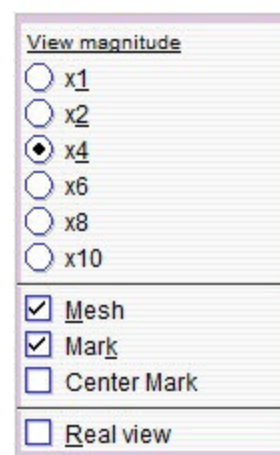 View magnitude
x1
x2
x4
x6
x8
x10
Mesh
Mark
Center Mark
Real view